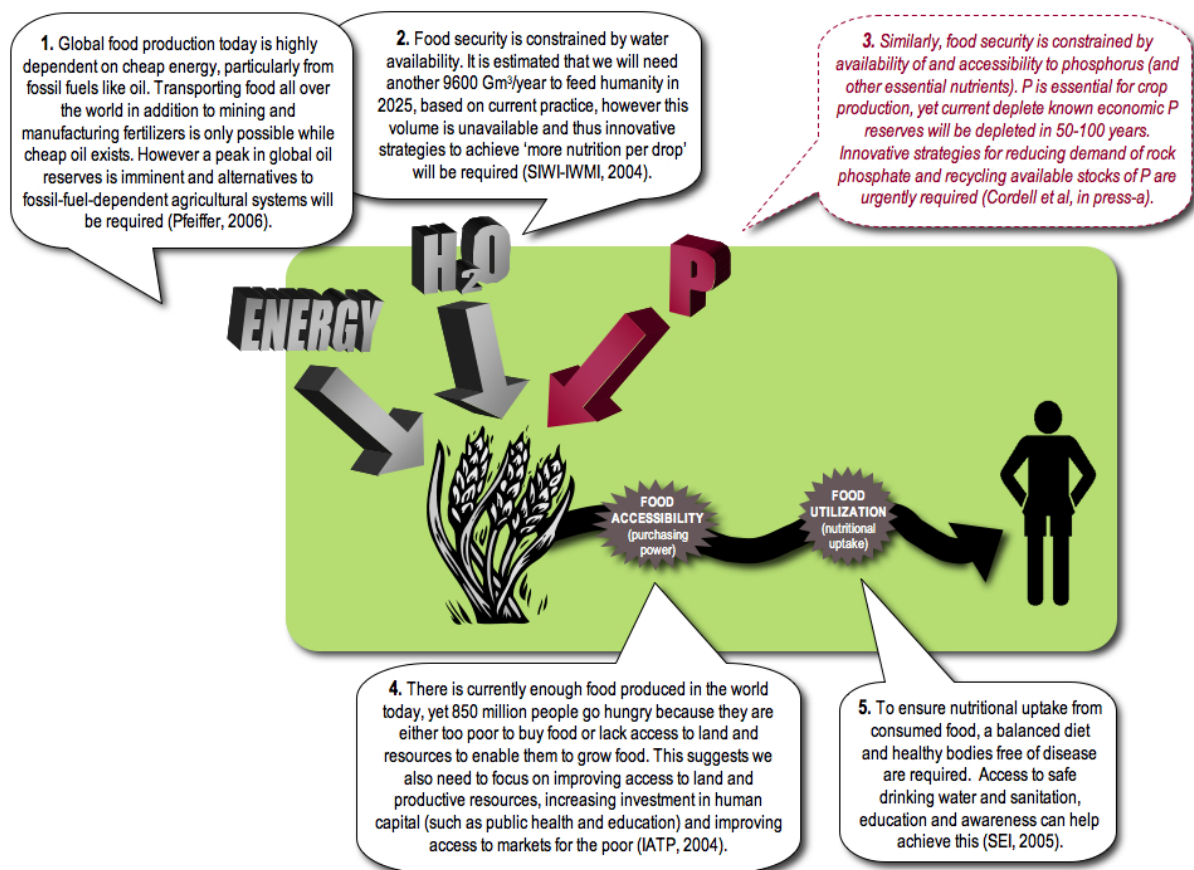 1. Global food production today is highly
dependent on cheap energy, particularly from
fossil fuels like oil. Transporting food all over
the world in addition to mining and
manufacturing fertilizers is only possible while
cheap oil exists. However a peak in global oil
reserves is imminent and alternatives to
fossil-fuel-dependent agricultural systems will
be required (Pfeiffer, 2006).
2. Food security is constrained by water
availability. It is estimated that we will need
another 9600 Gm³/year to feed humanity in
2025, based on current practice, however this
volume is unavailable and thus innovative
strategies to achieve ‘more nutrition per drop’
will be required (SIWI-IWMI, 2004).
3. Similarly, food security is constrained by
availability of and accessibility to phosphorus (and
other essential nutrients). P is essential for crop
production, yet current deplete known economic P
reserves will be depleted in 50-100 years.
Innovative strategies for reducing demand of rock
phosphate and recycling available stocks of P are
urgently required (Cordell et al, in press-a).
ENERGY
H₂O
P
FOOD
ACCESSIBILITY
(purchasing
power)
FOOD
UTILIZATION
(nutritional
uptake)
4. There is currently enough food produced in the world
today, yet 850 million people go hungry because they are
either too poor to buy food or lack access to land and
resources to enable them to grow food. This suggests we
also need to focus on improving access to land and
productive resources, increasing investment in human
capital (such as public health and education) and improving
access to markets for the poor (IATP, 2004).
5. To ensure nutritional uptake from
consumed food, a balanced diet
and healthy bodies free of disease
are required. Access to safe
drinking water and sanitation,
education and awareness can help
achieve this (SEI, 2005).